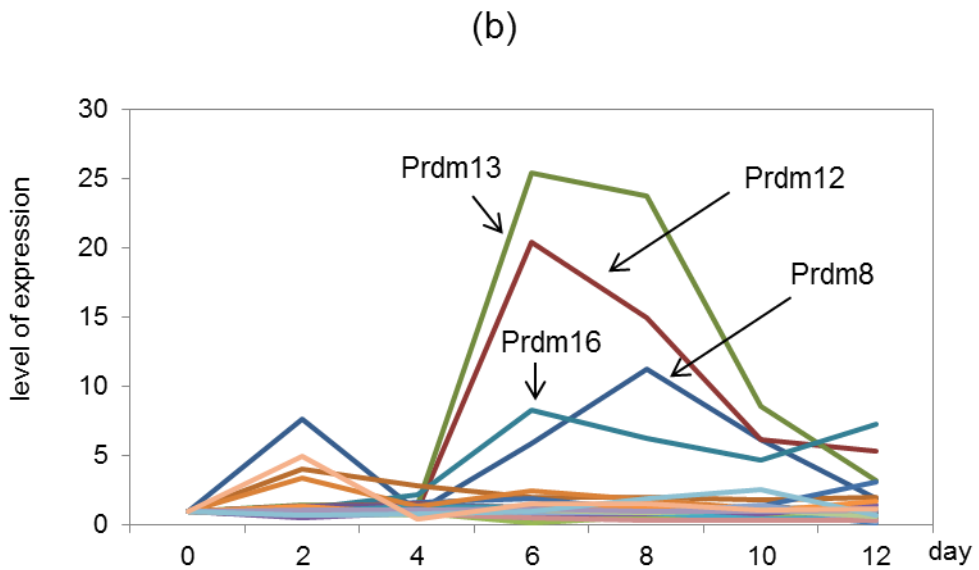 (b)
30
25
20
15
10
5
0
level of expression
Prdm13
Prdm12
Prdm8
Prdm16
0 2 4 6 8 10 12 day